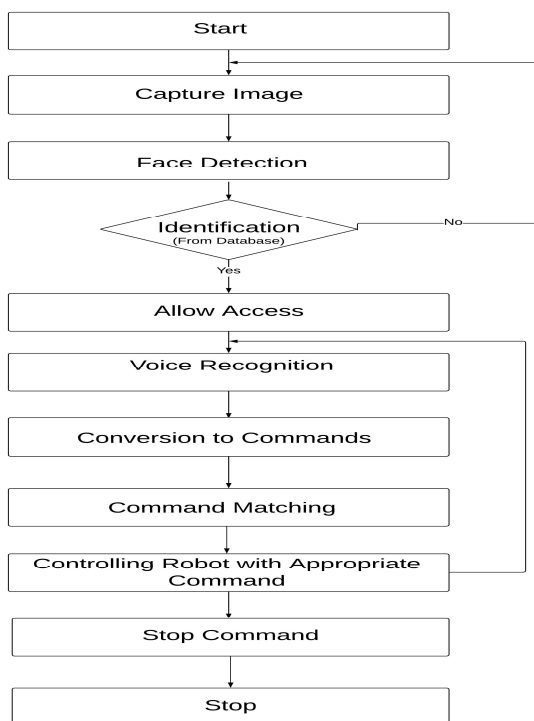 Start
Capture Image
Face Detection
Identification
(From Database)
No
Yes
Allow Access
Voice Recognition
Conversion to Commands
Command Matching
Controlling Robot with Appropriate
Command
Stop Command
Stop